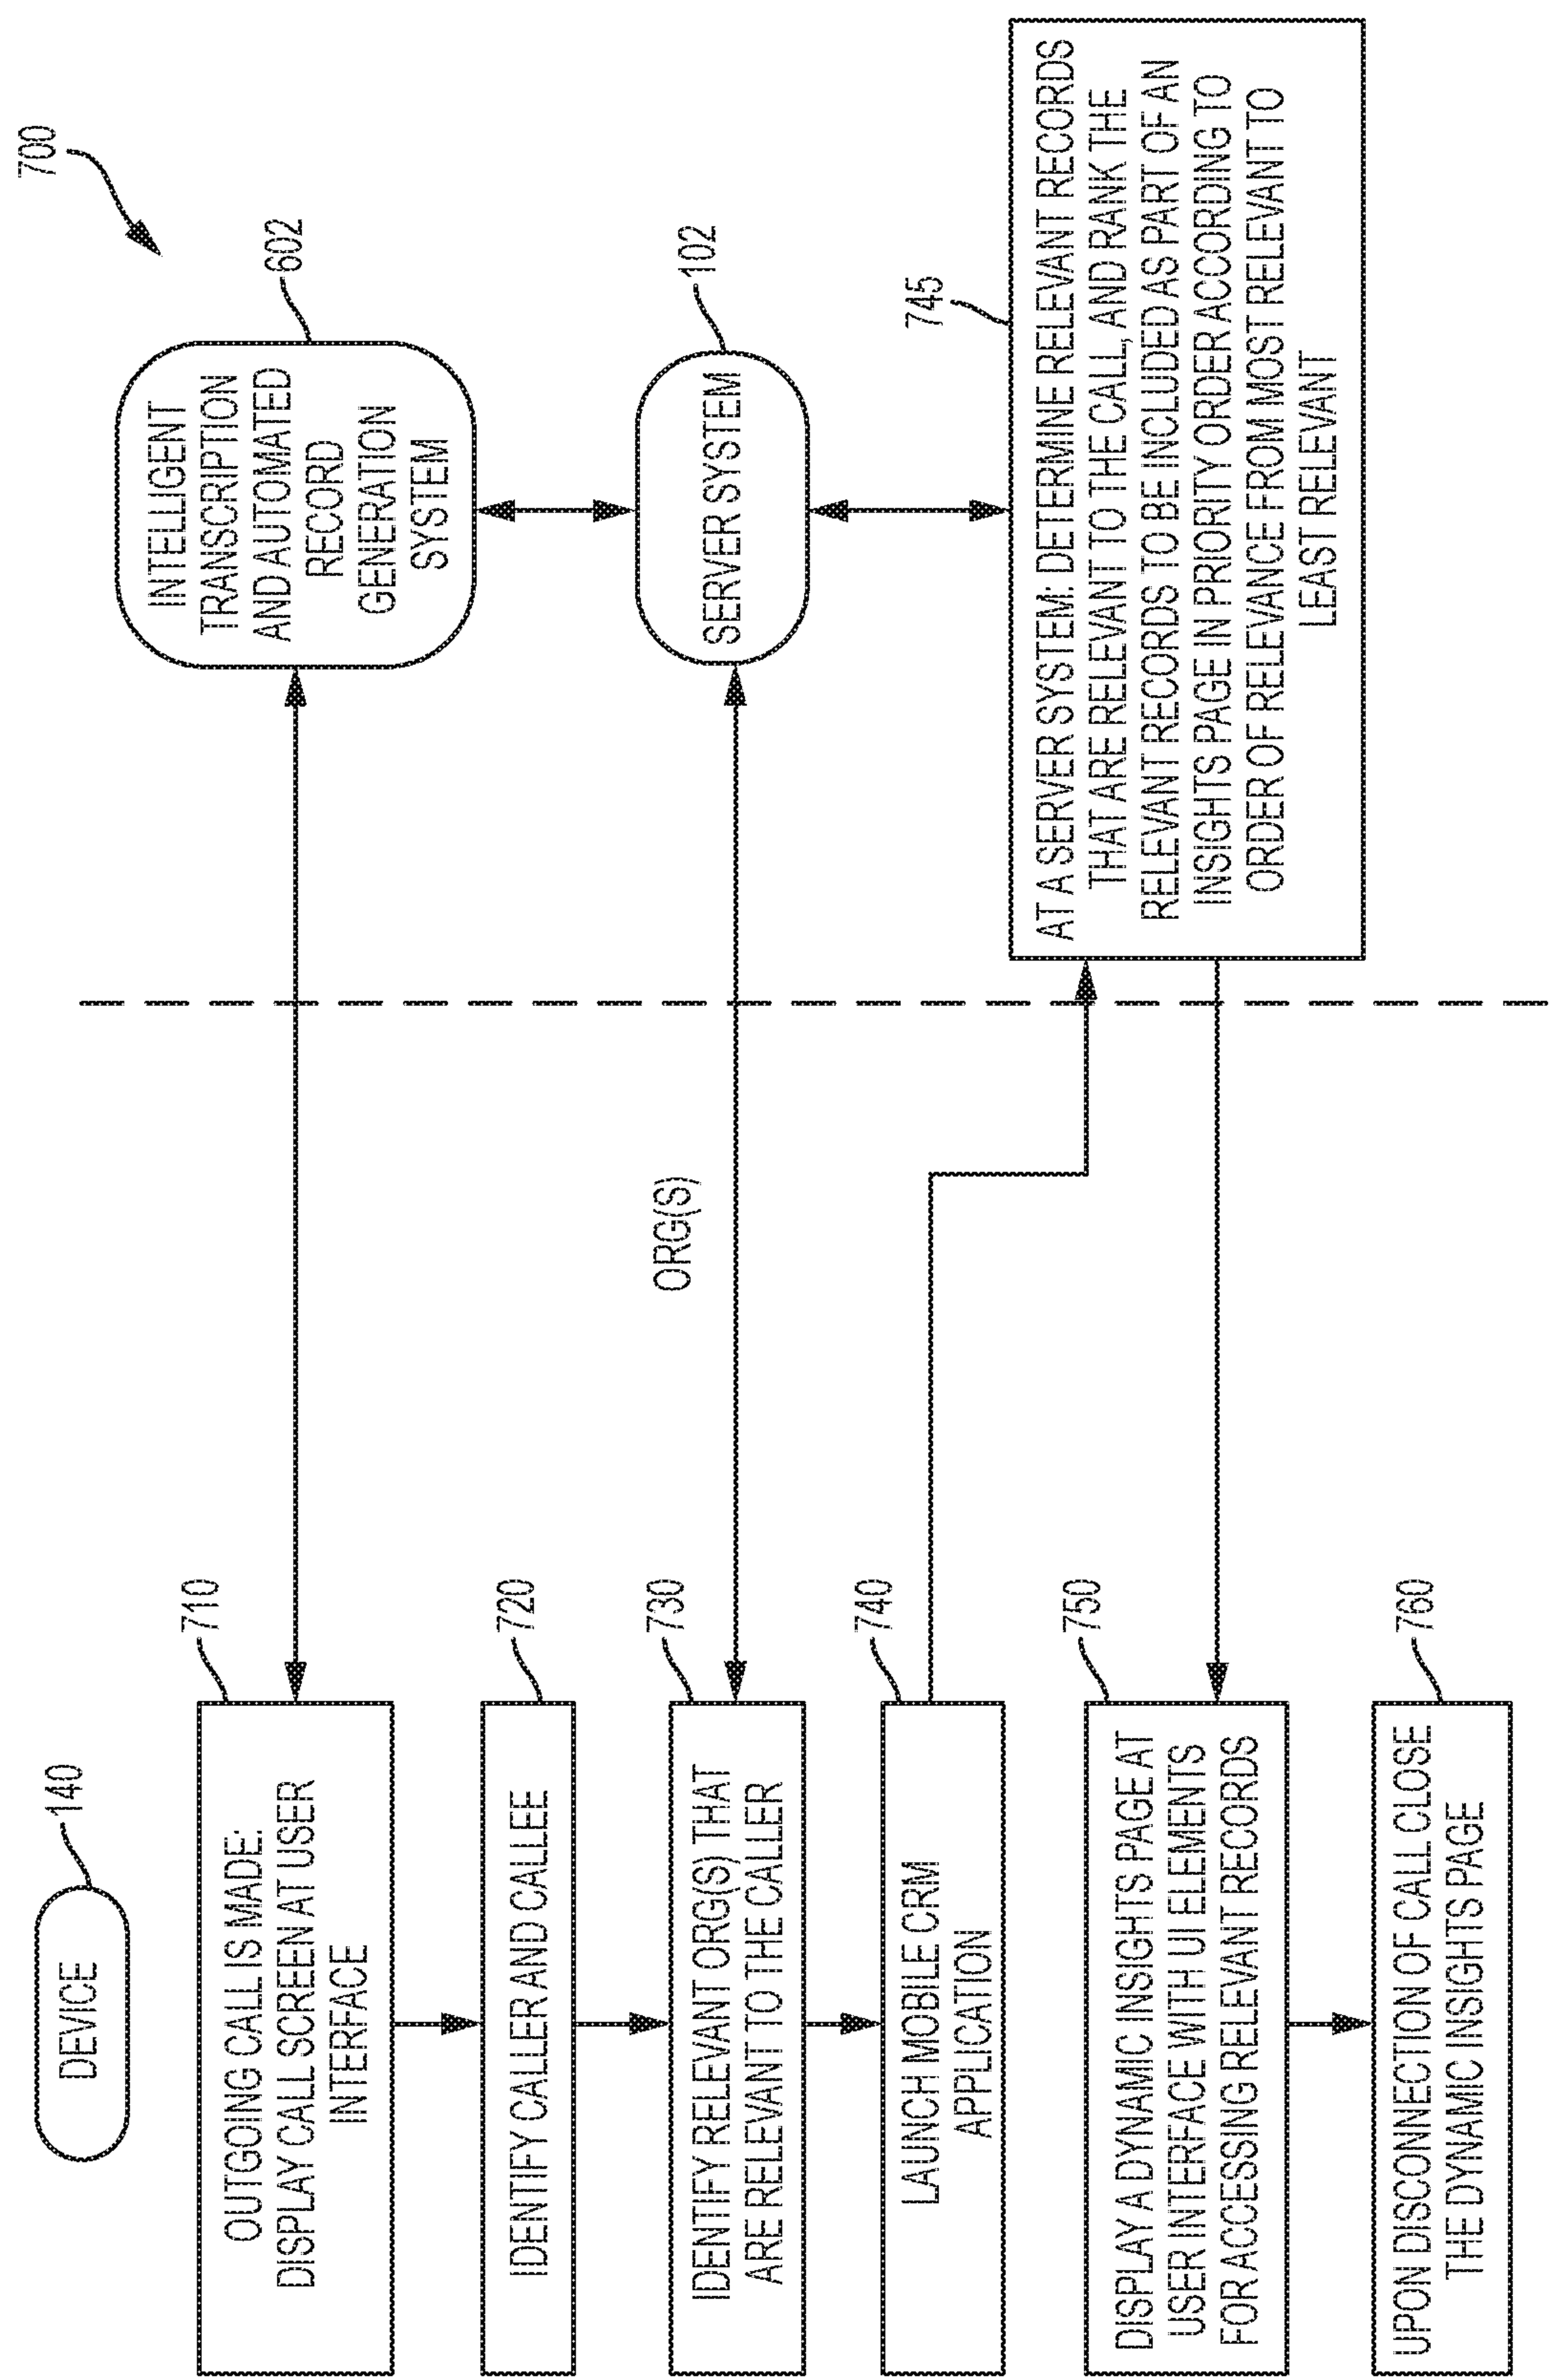 700
DEVICE
140
OUTGOING CALL IS MADE:
DISPLAY CALL SCREEN AT USER
INTERFACE
710
IDENTIFY CALLER AND CALLEE
720
IDENTIFY RELEVANT ORG(S) THAT
ARE RELEVANT TO THE CALLER
730
LAUNCH MOBILE CRM
APPLICATION
740
DISPLAY A DYNAMIC INSIGHTS PAGE AT
USER INTERFACE WITH UI ELEMENTS
FOR ACCESSING RELEVANT RECORDS
750
UPON DISCONNECTION OF CALL CLOSE
THE DYNAMIC INSIGHTS PAGE
760
ORG(S)
INTELLIGENT
TRANSCRIPTION
AND AUTOMATED
RECORD
GENERATION
SYSTEM
602
SERVER SYSTEM
102
AT A SERVER SYSTEM: DETERMINE RELEVANT RECORDS
THAT ARE RELEVANT TO THE CALL, AND RANK THE
RELEVANT RECORDS TO BE INCLUDED AS PART OF AN
INSIGHTS PAGE IN PRIORITY ORDER ACCORDING TO
ORDER OF RELEVANCE FROM MOST RELEVANT TO
LEAST RELEVANT
745